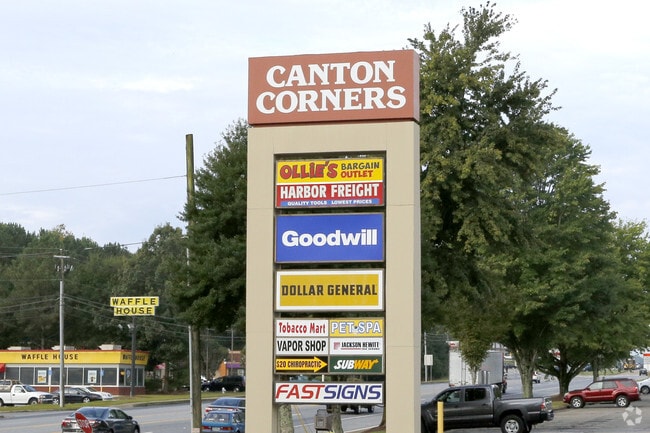 CANTON
CORNERS
OLLIE'S BARGAIN
OUTLET
HARBOR FREIGHT
QUALITY TOOLS LOWEST PRICES
Goodwill
DOLLAR GENERAL
Tobacco Mart
VAPOR SHOP
$20 CHIROPRACTIC
PET-SPA
JACKSON HEWITT
SUBWAY
FASTSIGNS
WAFFLE
HOUSE
WAFFLE HOUSE